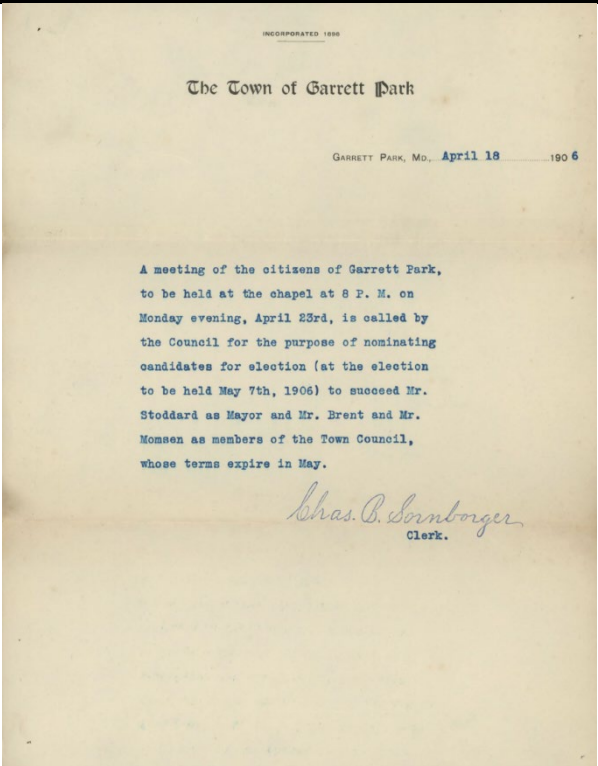 INCORPORATED 1898
The Town of Garrett Park
GARRETT PARK, MD., April 18 1906
A meeting of the citizens of Garrett Park,
to be held at the chapel at 8 P. M. on
Monday evening, April 23rd, is called by
the Council for the purpose of nominating
candidates for election (at the election
to be held May 7th, 1906) to succeed Mr.
Stoddard as Mayor and Mr. Brent and Mr.
Momsen as members of the Town Council,
whose terms expire in May.
Chas. B. Sornborger
Clerk.